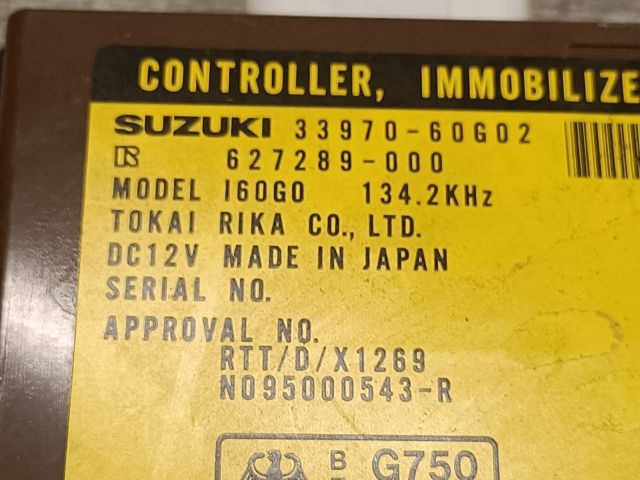 CONTROLLER, IMMOBILIZE
SUZUKI 33970-60G02
R 627289-000
MODEL I60G0 134.2KHz
TOKAI RIKA CO., LTD.
DC12V MADE IN JAPAN
SERIAL NO.
APPROVAL NO.
RTT/D/X1269
N095000543-R
B G750